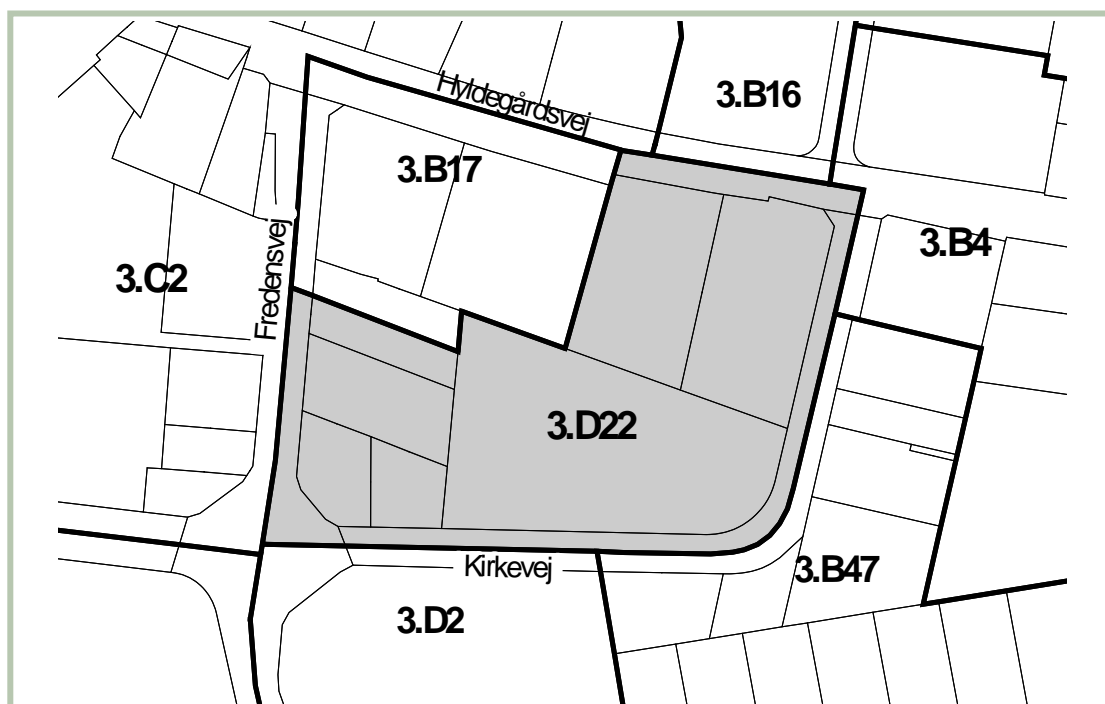 Hyldegårdsvej
3.B16
3.B17
3.B4
3.C2
Fredensvej
3.D22
Kirkevej
3.B47
3.D2